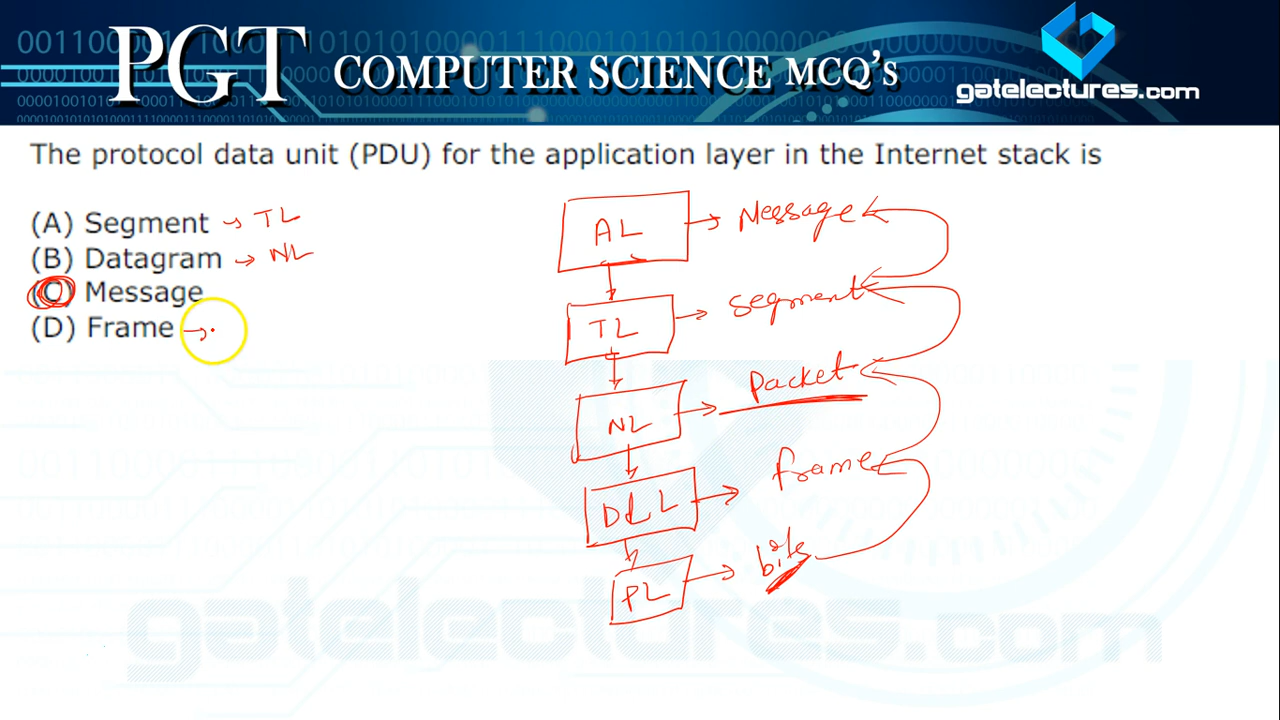 PGT COMPUTER SCIENCE MCQ's
gatelectures.com
The protocol data unit (PDU) for the application layer in the Internet stack is
(A) Segment → TL
(B) Datagram → NL
(C) Message
(D) Frame →
AL → Message
TL → segment
NL → packet
DLL → frame
PL → bits
gatelectures.com